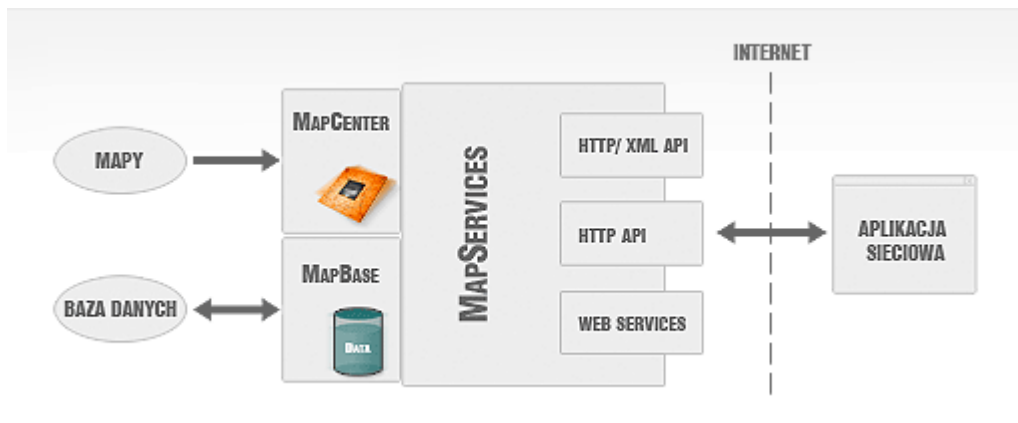 INTERNET
MAPCENTER
MAPY
MAPBASE
DATA
BAZA DANYCH
MAPSERVICES
HTTP/ XML API
HTTP API
WEB SERVICES
APLIKACJA
SIECIOWA